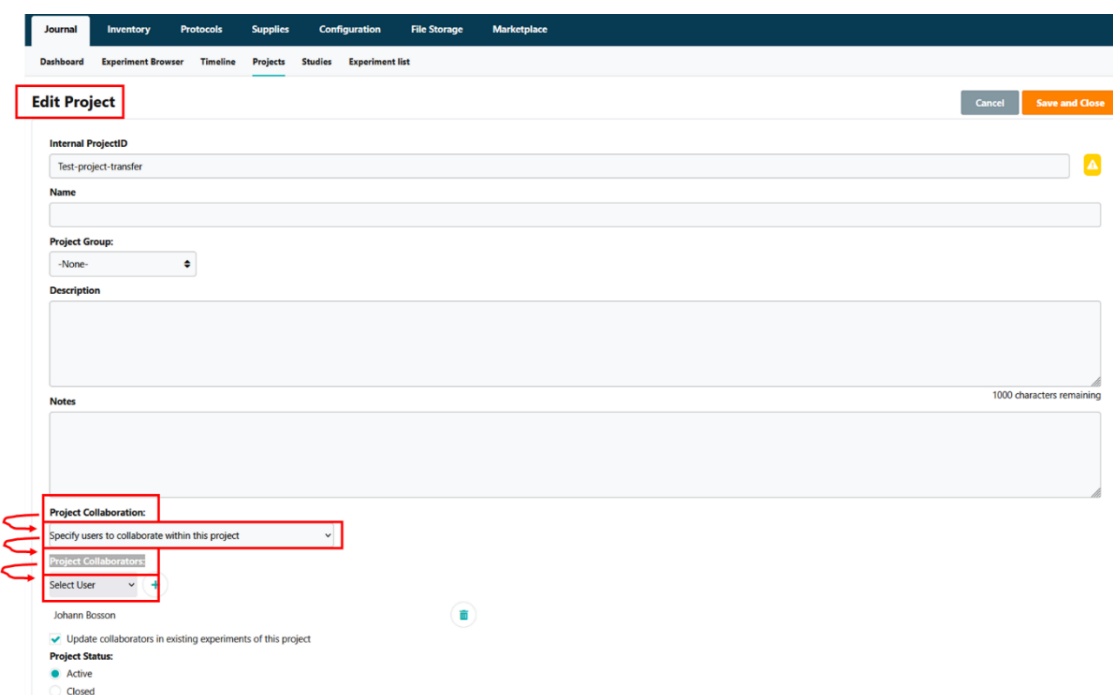 Journal Inventory Protocols Supplies Configuration File Storage Marketplace
Dashboard Experiment Browser Timeline Projects Studies Experiment list
Edit Project
Cancel Save and Close
Internal ProjectID
Test-project-transfer
Name
Project Group:
-None-
Description
1000 characters remaining
Notes
Project Collaboration:
Specify users to collaborate within this project
Project Collaborators:
Select User
Johann Bosson
Update collaborators in existing experiments of this project
Project Status:
Active
Closed